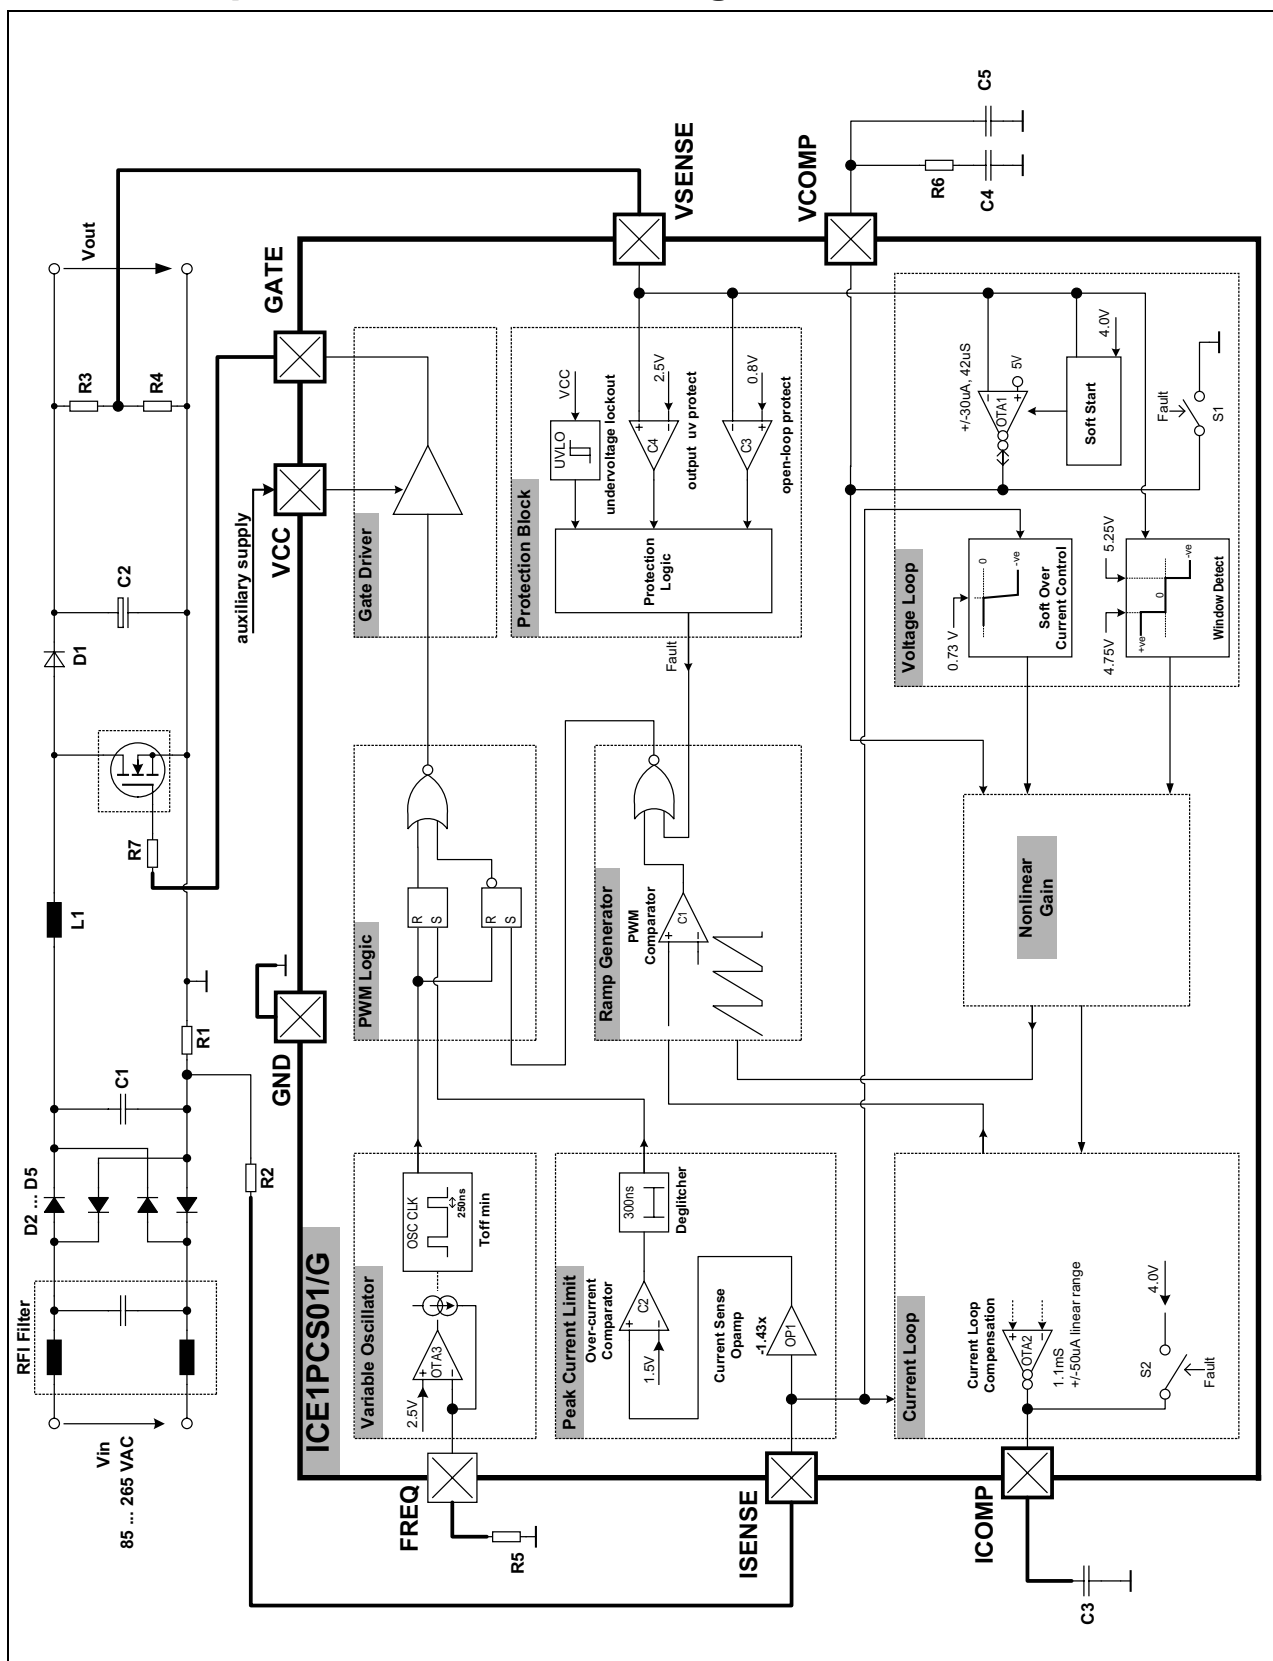 Vin
85 ... 265 VAC
RFI Filter
D2 ... D5
C1
R1
L1
R7
D1
C2
R3
R4
Vout
R2
GND
auxiliary supply
VCC
GATE
ICE1PCS01/G
FREQ
R5
Variable Oscillator
2.5V
+
−
OTA3
OSC CLK
250ns
Toff min
PWM Logic
R
S
R
S
Gate Driver
Peak Current Limit
Over-current
Comparator
1.5V
+
−
C2
300ns
Deglitcher
Current Sense
Opamp
-1.43x
OP1
ISENSE
Ramp Generator
PWM
Comparator
+
−
C1
Protection Block
Protection
Logic
Fault
UVLO
VCC
undervoltage lockout
+
−
C4
2.5V
output uv protect
−
+
C3
0.8V
open-loop protect
VSENSE
VCOMP
R6
C4
C5
Current Loop
Current Loop
Compensation
+
−
OTA2
1.1mS
+/-50uA linear range
S2
4.0V
Fault
ICOMP
C3
Nonlinear
Gain
Voltage Loop
0.73 V
0
-ve
Soft Over
Current Control
4.75V
5.25V
+ve
0
-ve
Window Detect
+/-30uA, 42uS
−
+
OTA1
5V
Soft Start
4.0V
Fault
S1